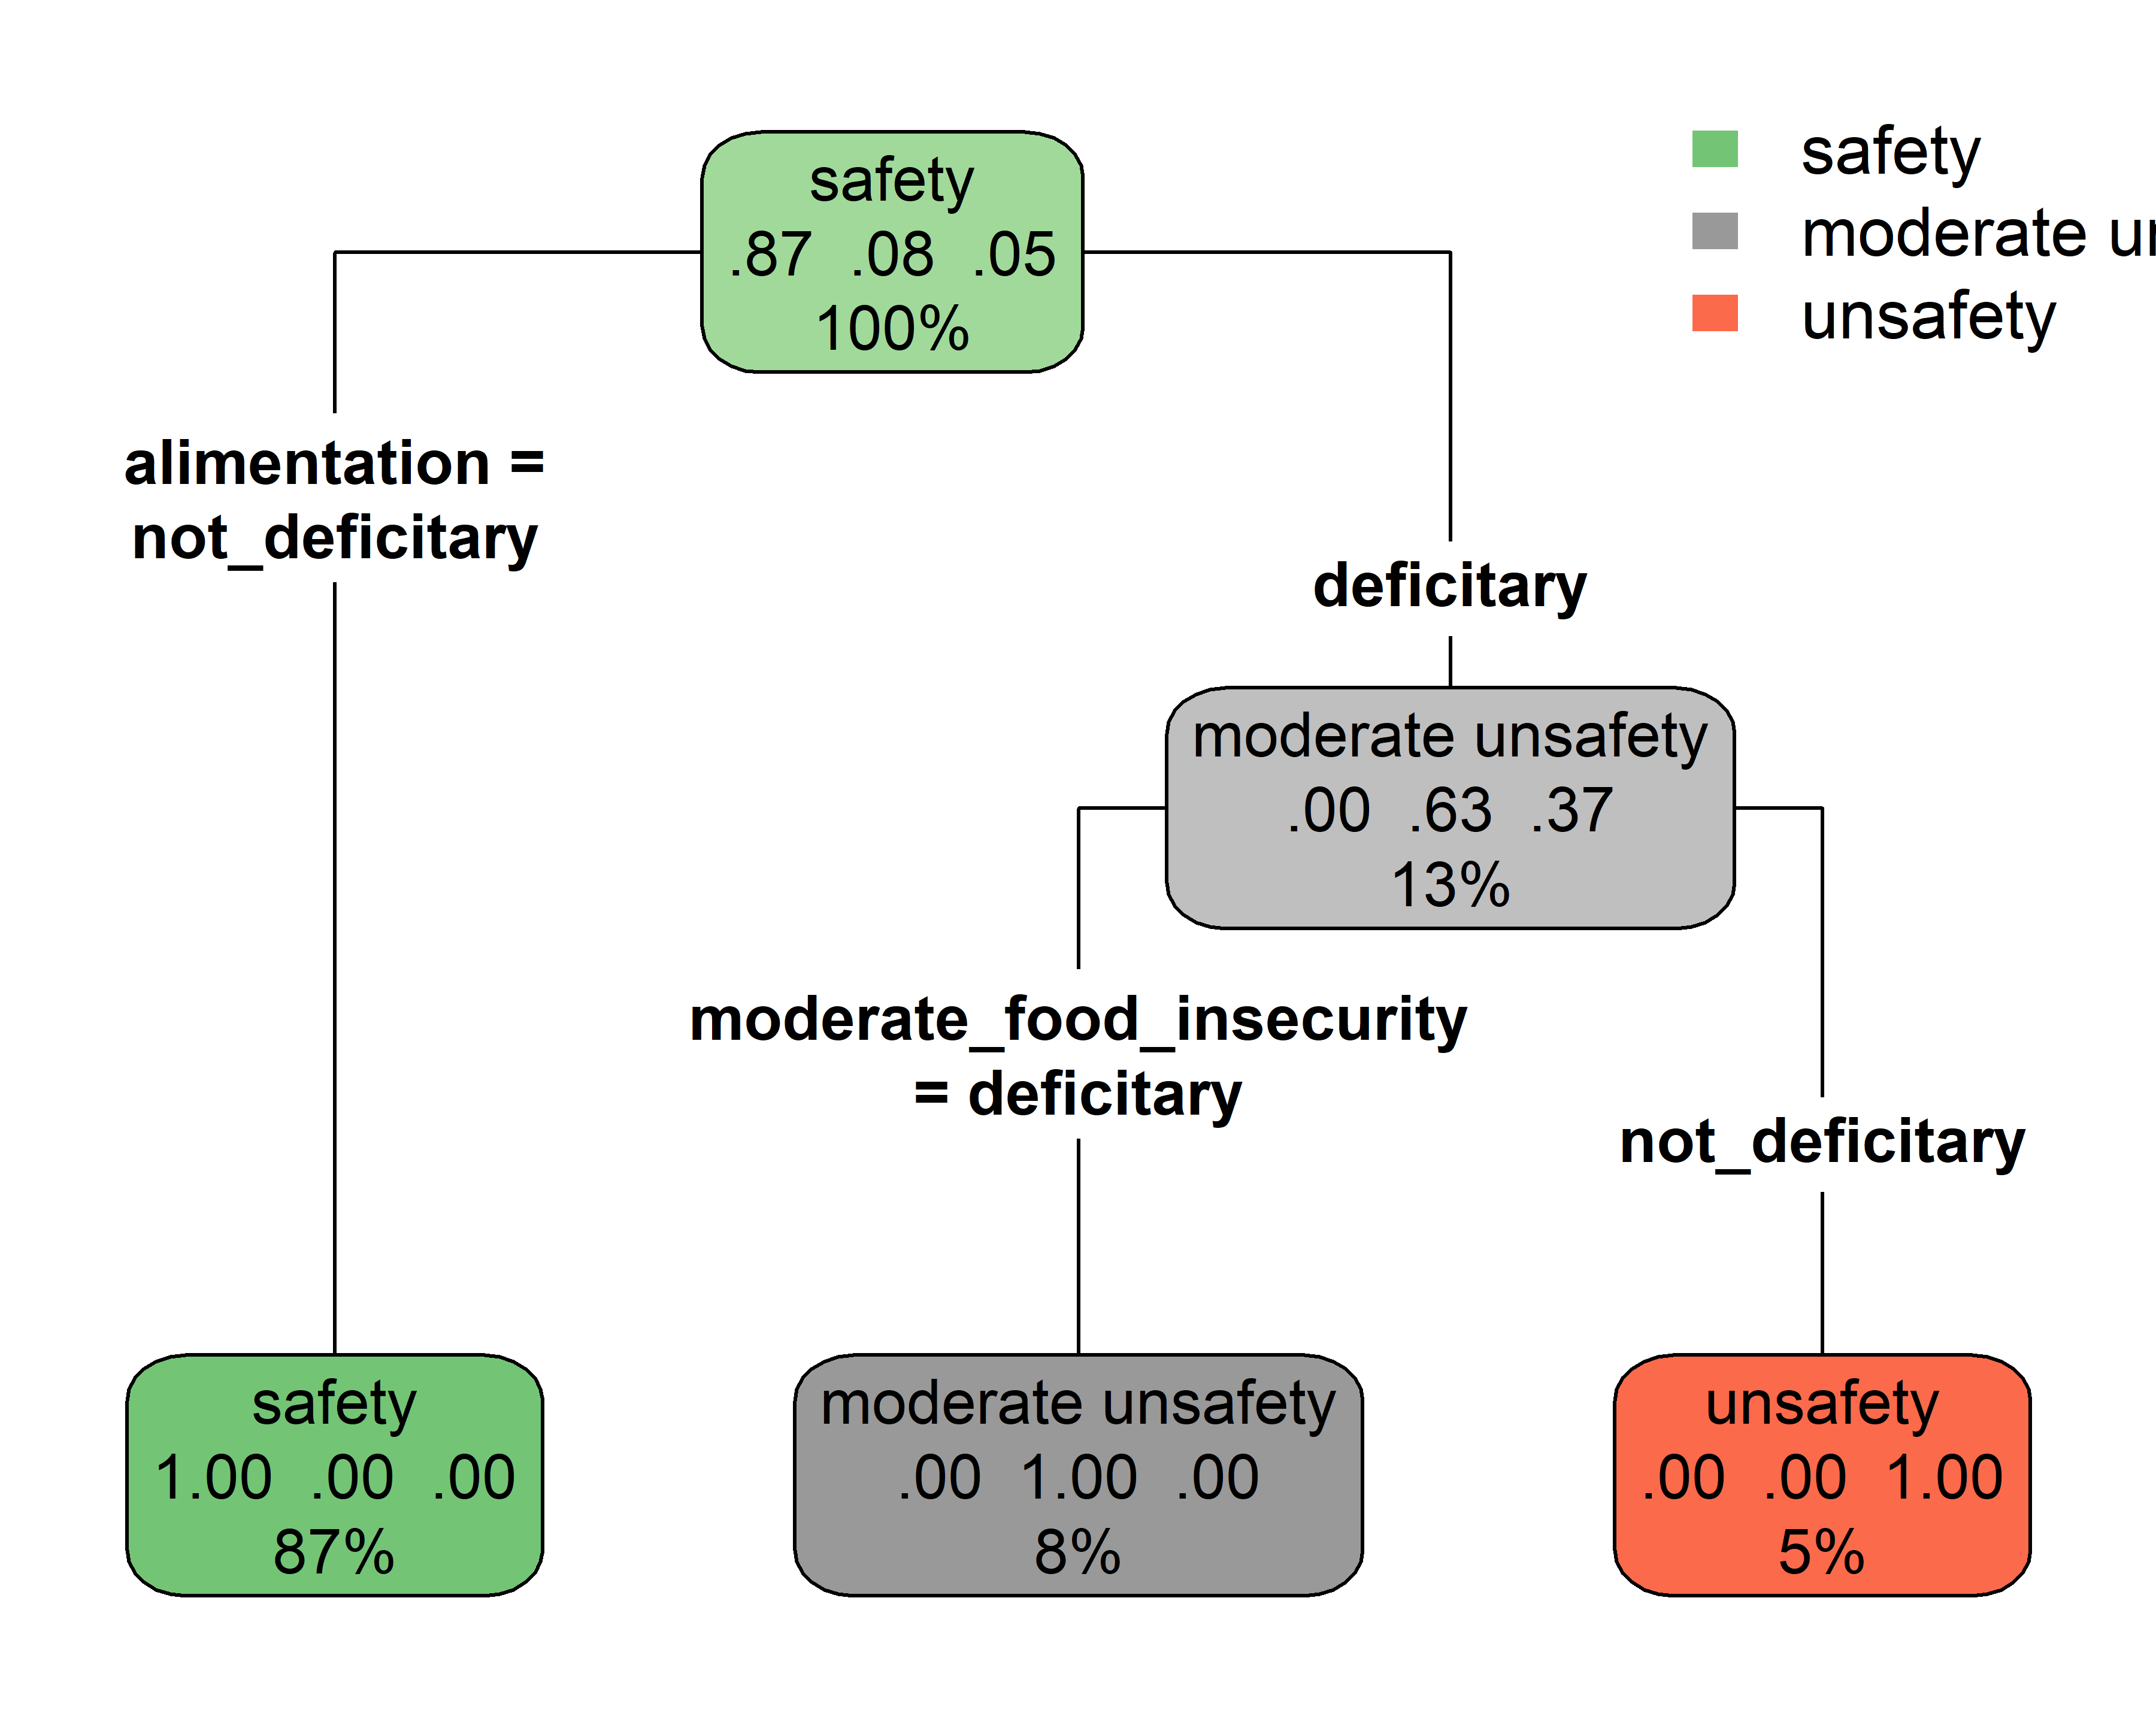 safety
.87 .08 .05
100%
safety
moderate
unsafety
alimentation =
not_deficitary
deficitary
moderate unsafety
.00 .63 .37
13%
moderate_food_insecurity
= deficitary
not_deficitary
safety
1.00 .00 .00
87%
moderate unsafety
.00 1.00 .00
8%
unsafety
.00 .00 1.00
5%